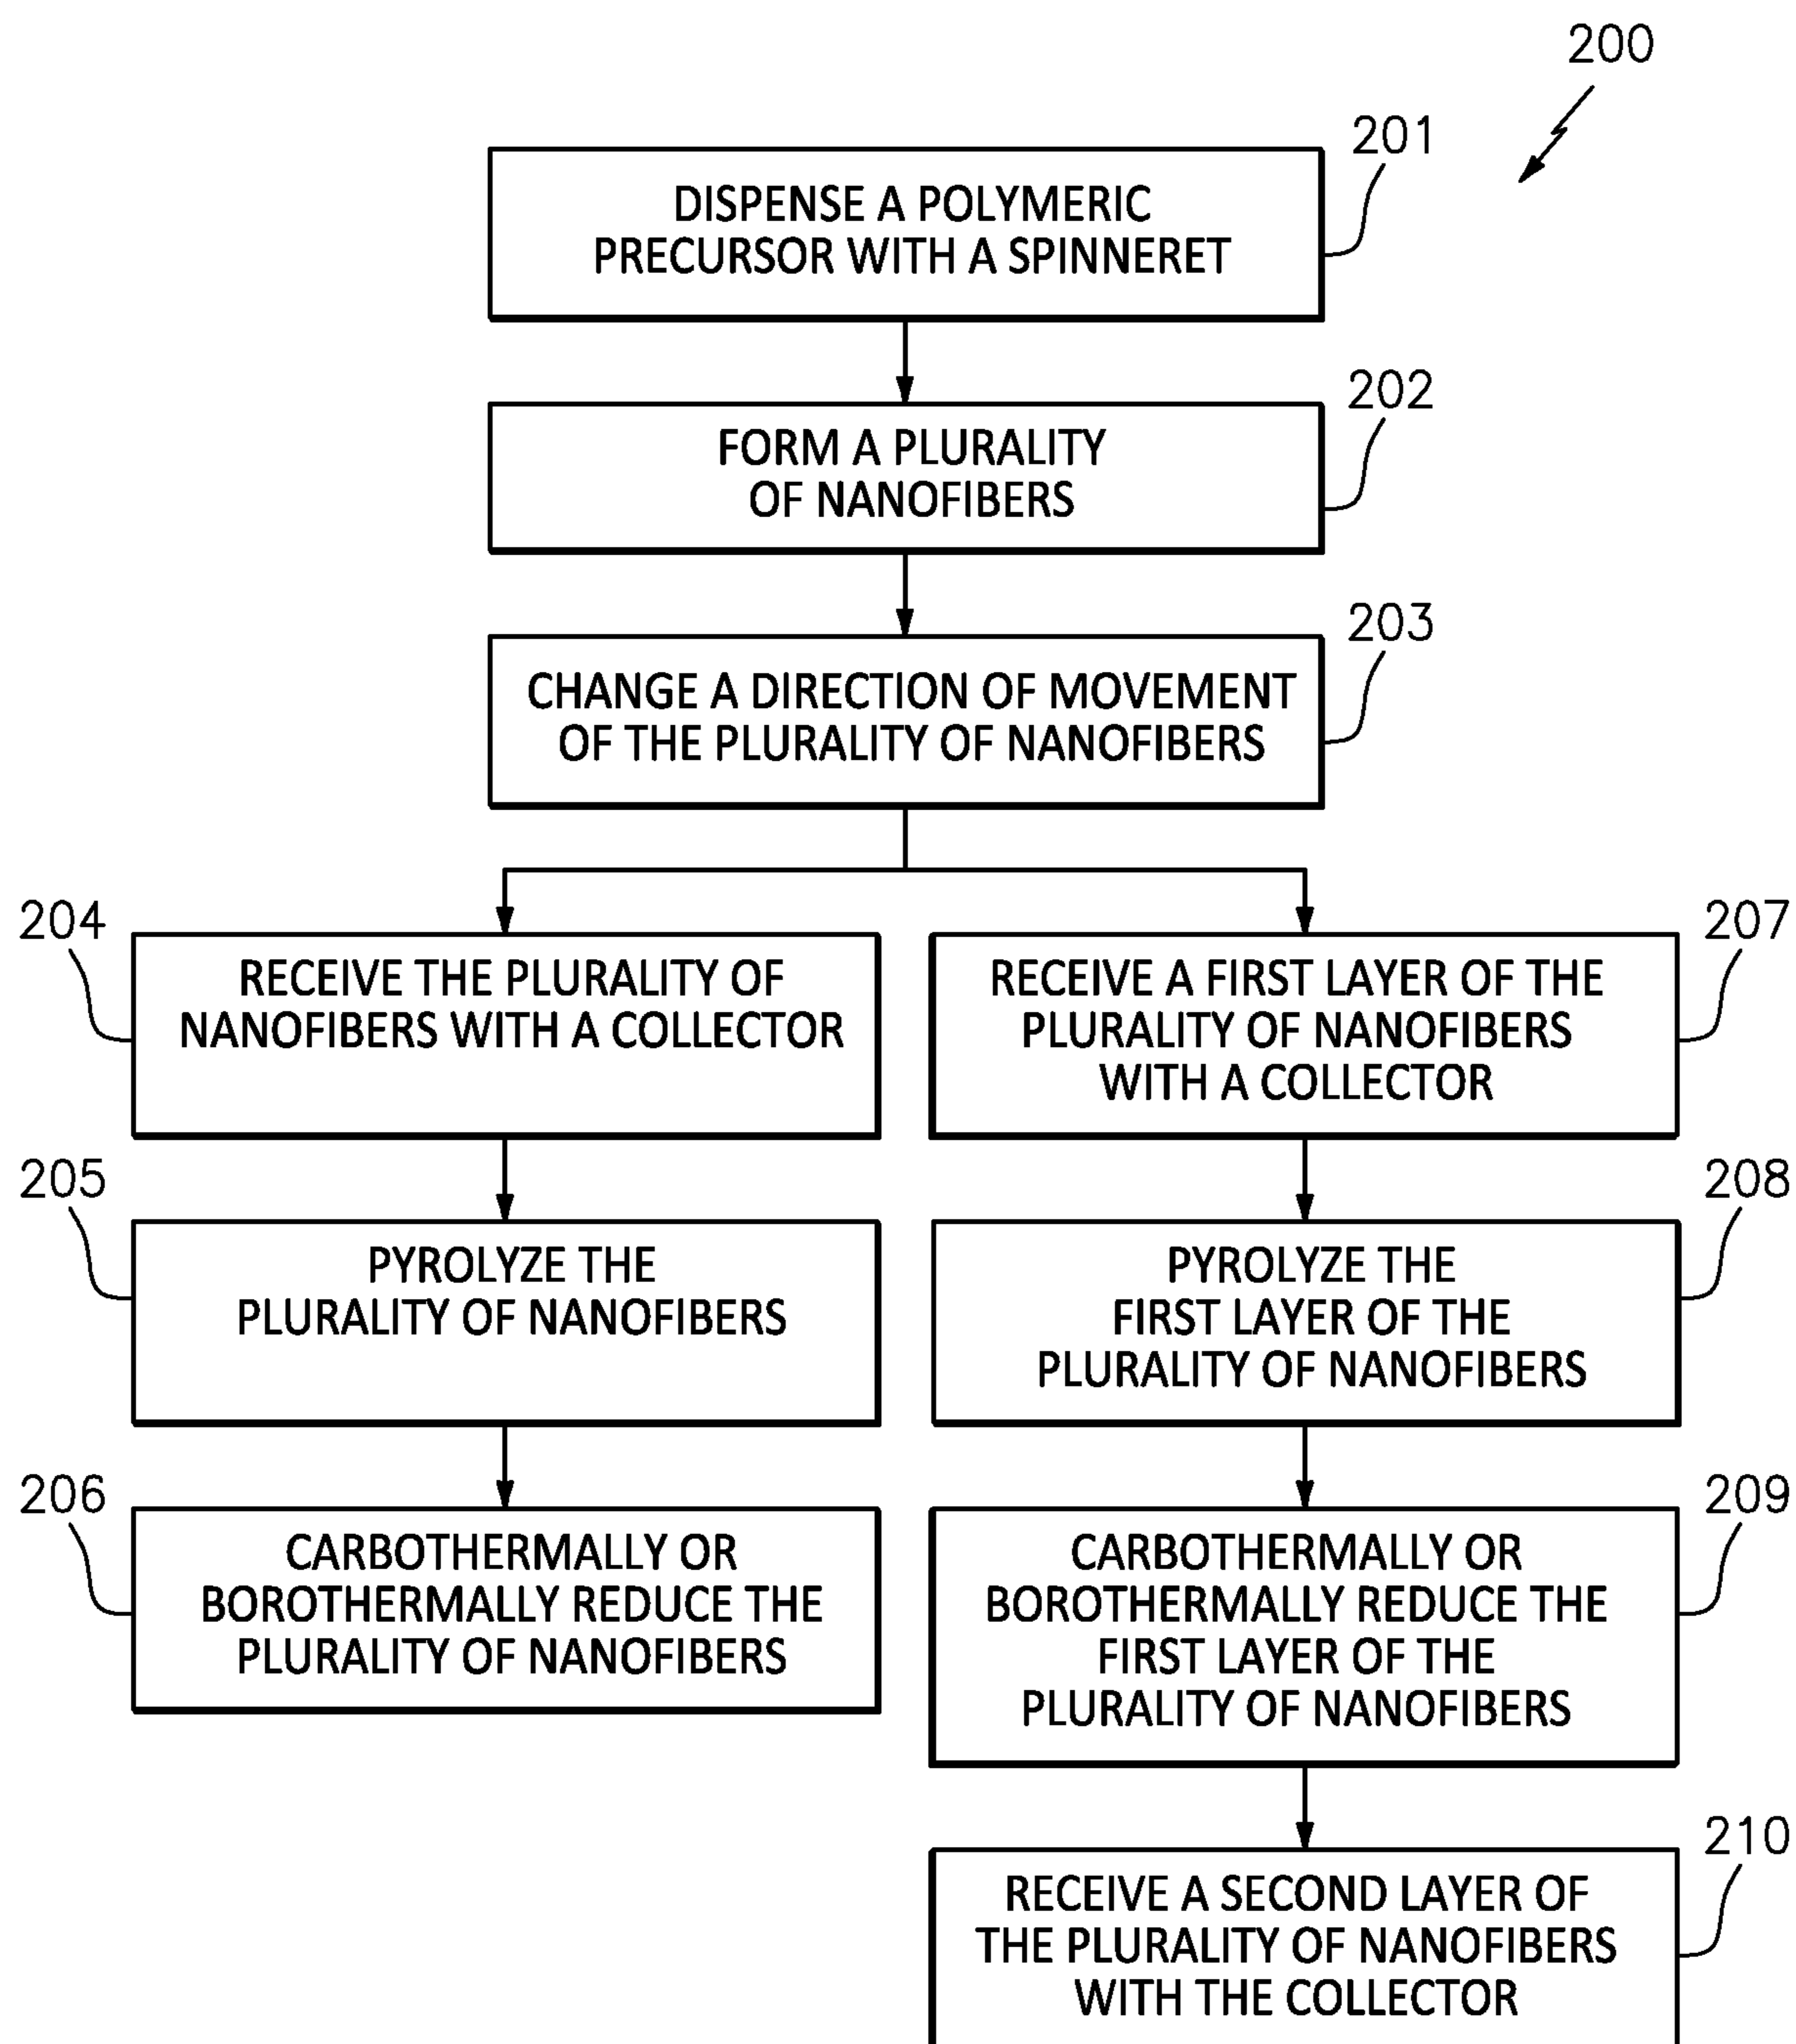 200
201
DISPENSE A POLYMERIC
PRECURSOR WITH A SPINNERET
202
FORM A PLURALITY
OF NANOFIBERS
203
CHANGE A DIRECTION OF MOVEMENT
OF THE PLURALITY OF NANOFIBERS
204
RECEIVE THE PLURALITY OF
NANOFIBERS WITH A COLLECTOR
205
PYROLYZE THE
PLURALITY OF NANOFIBERS
206
CARBOTHERMALLY OR
BOROTHERMALLY REDUCE THE
PLURALITY OF NANOFIBERS
207
RECEIVE A FIRST LAYER OF THE
PLURALITY OF NANOFIBERS
WITH A COLLECTOR
208
PYROLYZE THE
FIRST LAYER OF THE
PLURALITY OF NANOFIBERS
209
CARBOTHERMALLY OR
BOROTHERMALLY REDUCE THE
FIRST LAYER OF THE
PLURALITY OF NANOFIBERS
210
RECEIVE A SECOND LAYER OF
THE PLURALITY OF NANOFIBERS
WITH THE COLLECTOR